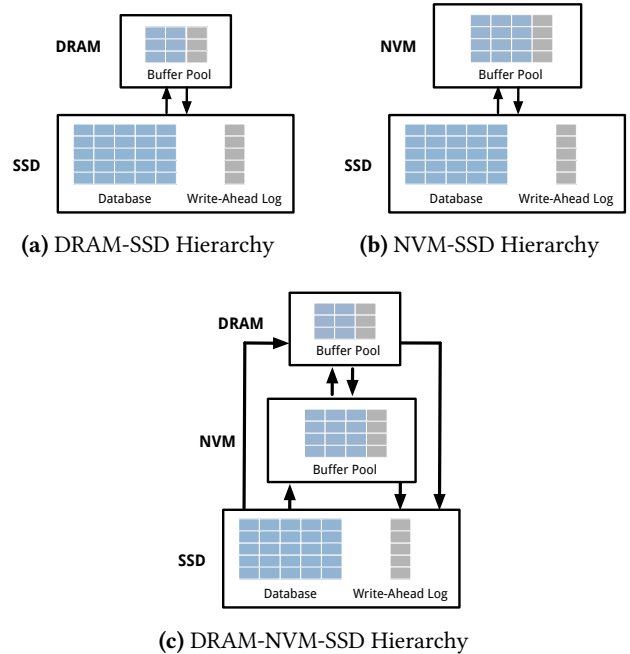 DRAM
Buffer Pool
SSD
Database
Write-Ahead Log
(a) DRAM-SSD Hierarchy
NVM
Buffer Pool
SSD
Database
Write-Ahead Log
(b) NVM-SSD Hierarchy
DRAM
Buffer Pool
NVM
Buffer Pool
SSD
Database
Write-Ahead Log
(c) DRAM-NVM-SSD Hierarchy